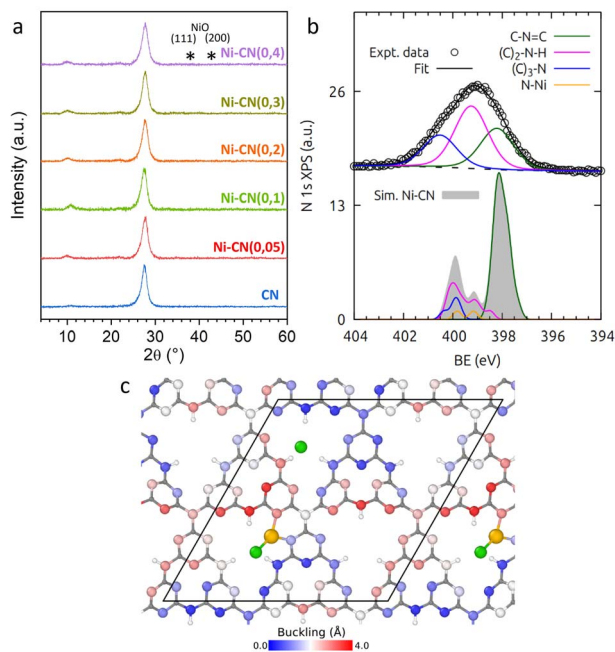 a
NiO
(111) (200)
* *
Ni-CN(0,4)
Ni-CN(0,3)
Ni-CN(0,2)
Ni-CN(0,1)
Ni-CN(0,05)
CN
Intensity (a.u.)
4 10 20 30 40 50 60
2θ (°)
b
Expt. data
Fit
C-N=C
(C)₂-N-H
(C)₃-N
N-Ni
Sim. Ni-CN
N 1s XPS (a.u.)
26
13
0
404 402 400 398 396 394
BE (eV)
c
Buckling (Å)
0.0 4.0